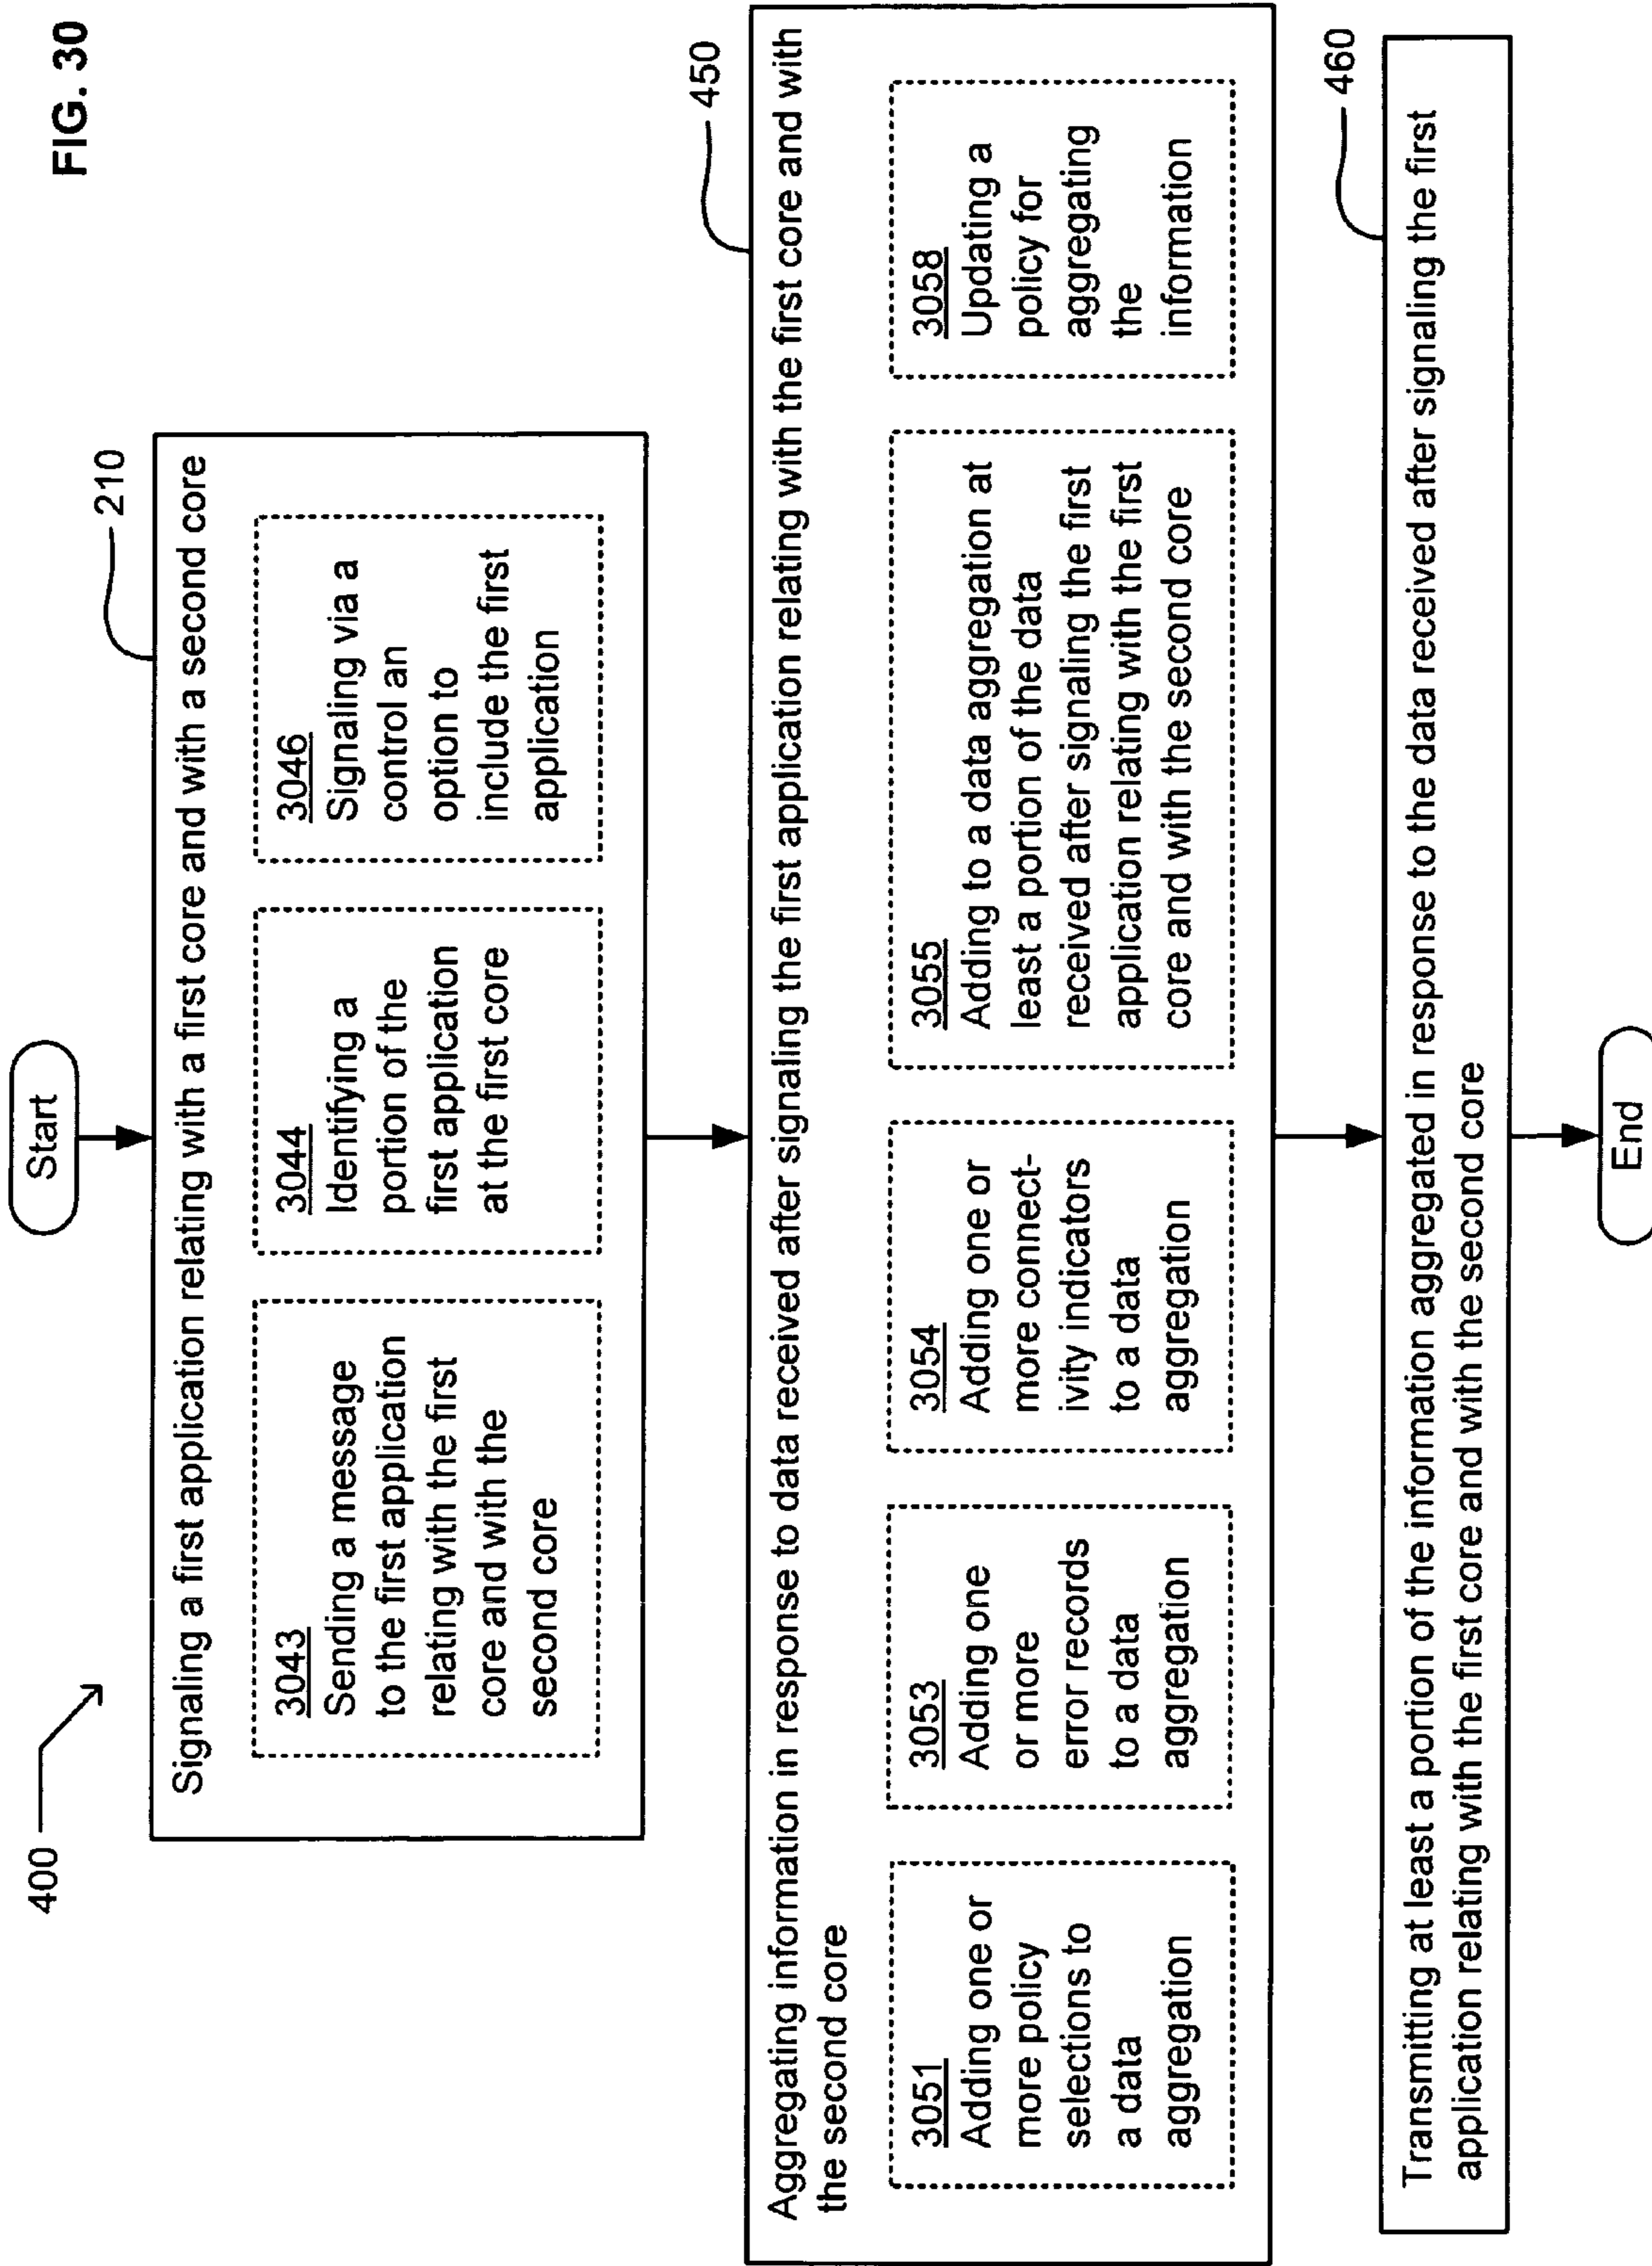 FIG. 30
400
Start
210
Signaling a first application relating with a first core and with a second core
3043
Sending a message
to the first application
relating with the first
core and with the
second core
3044
Identifying a
portion of the
first application
at the first core
3046
Signaling via a
control an
option to
include the first
application
450
Aggregating information in response to data received after signaling the first application relating with the first core and with
the second core
3051
Adding one or
more policy
selections to
a data
aggregation
3053
Adding one
or more
error records
to a data
aggregation
3054
Adding one or
more connect-
ivity indicators
to a data
aggregation
3055
Adding to a data aggregation at
least a portion of the data
received after signaling the first
application relating with the first
core and with the second core
3058
Updating a
policy for
aggregating
the
information
460
Transmitting at least a portion of the information aggregated in response to the data received after signaling the first
application relating with the first core and with the second core
End